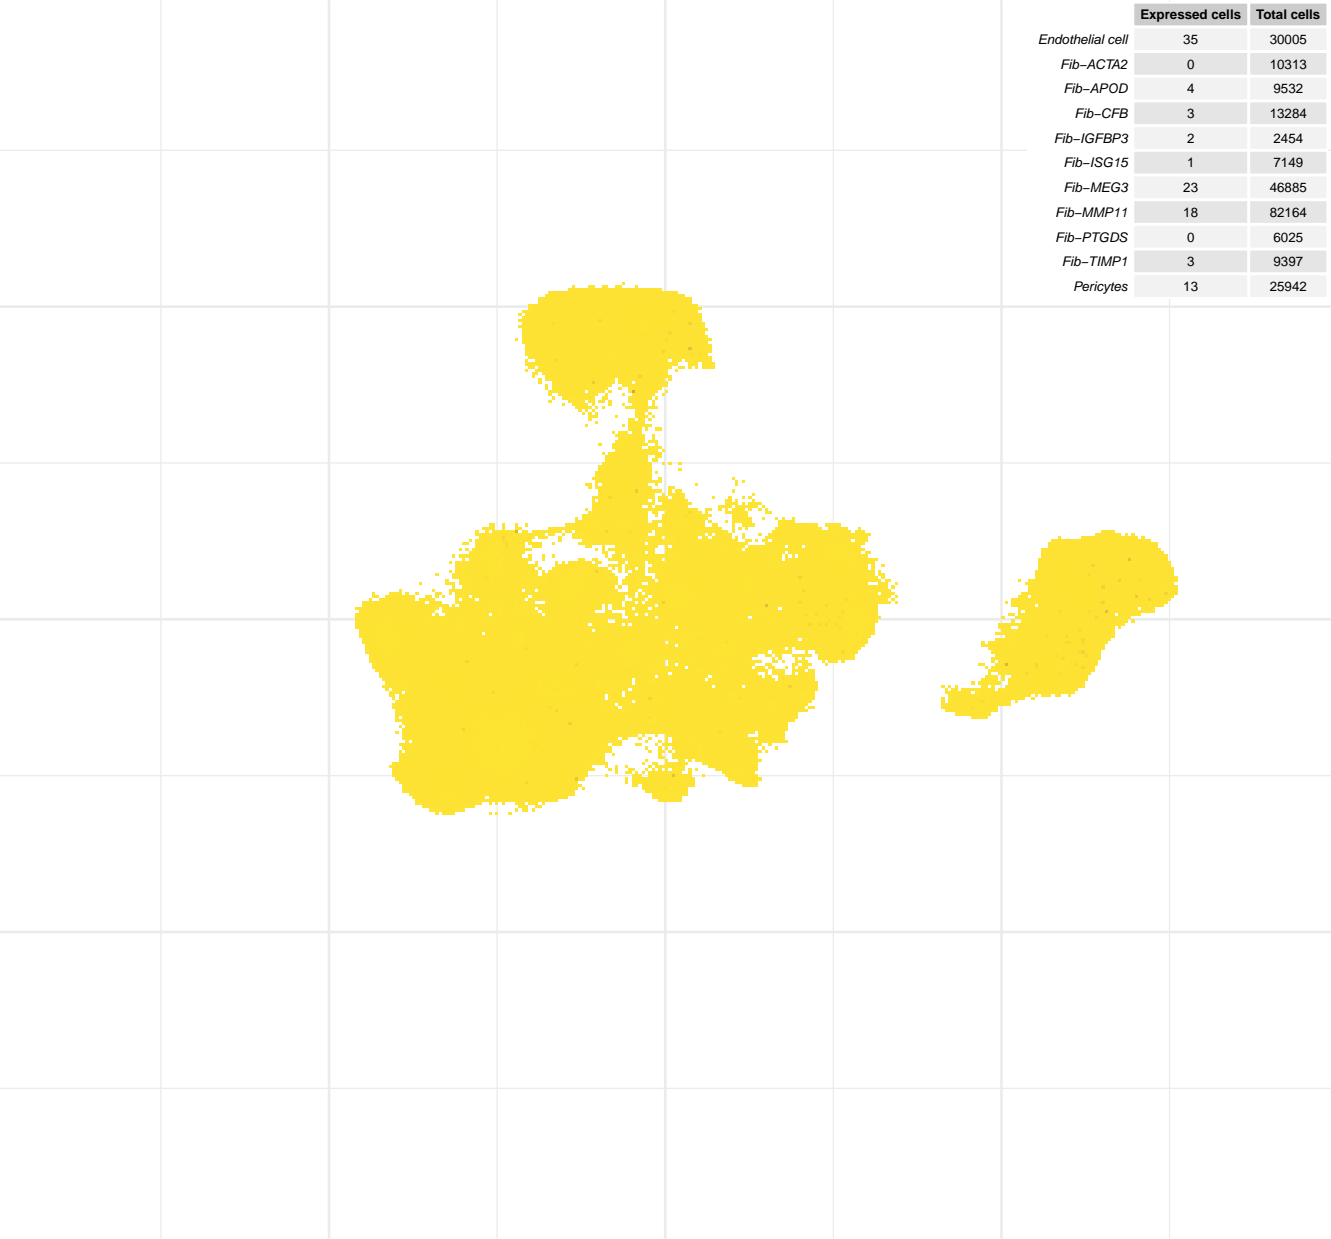 Expressed cells Total cells
Endothelial cell 35 30005
Fib−ACTA2 0 10313
Fib−APOD 4 9532
Fib−CFB 3 13284
Fib−IGFBP3 2 2454
Fib−ISG15 1 7149
Fib−MEG3 23 46885
Fib−MMP11 18 82164
Fib−PTGDS 0 6025
Fib−TIMP1 3 9397
Pericytes 13 25942